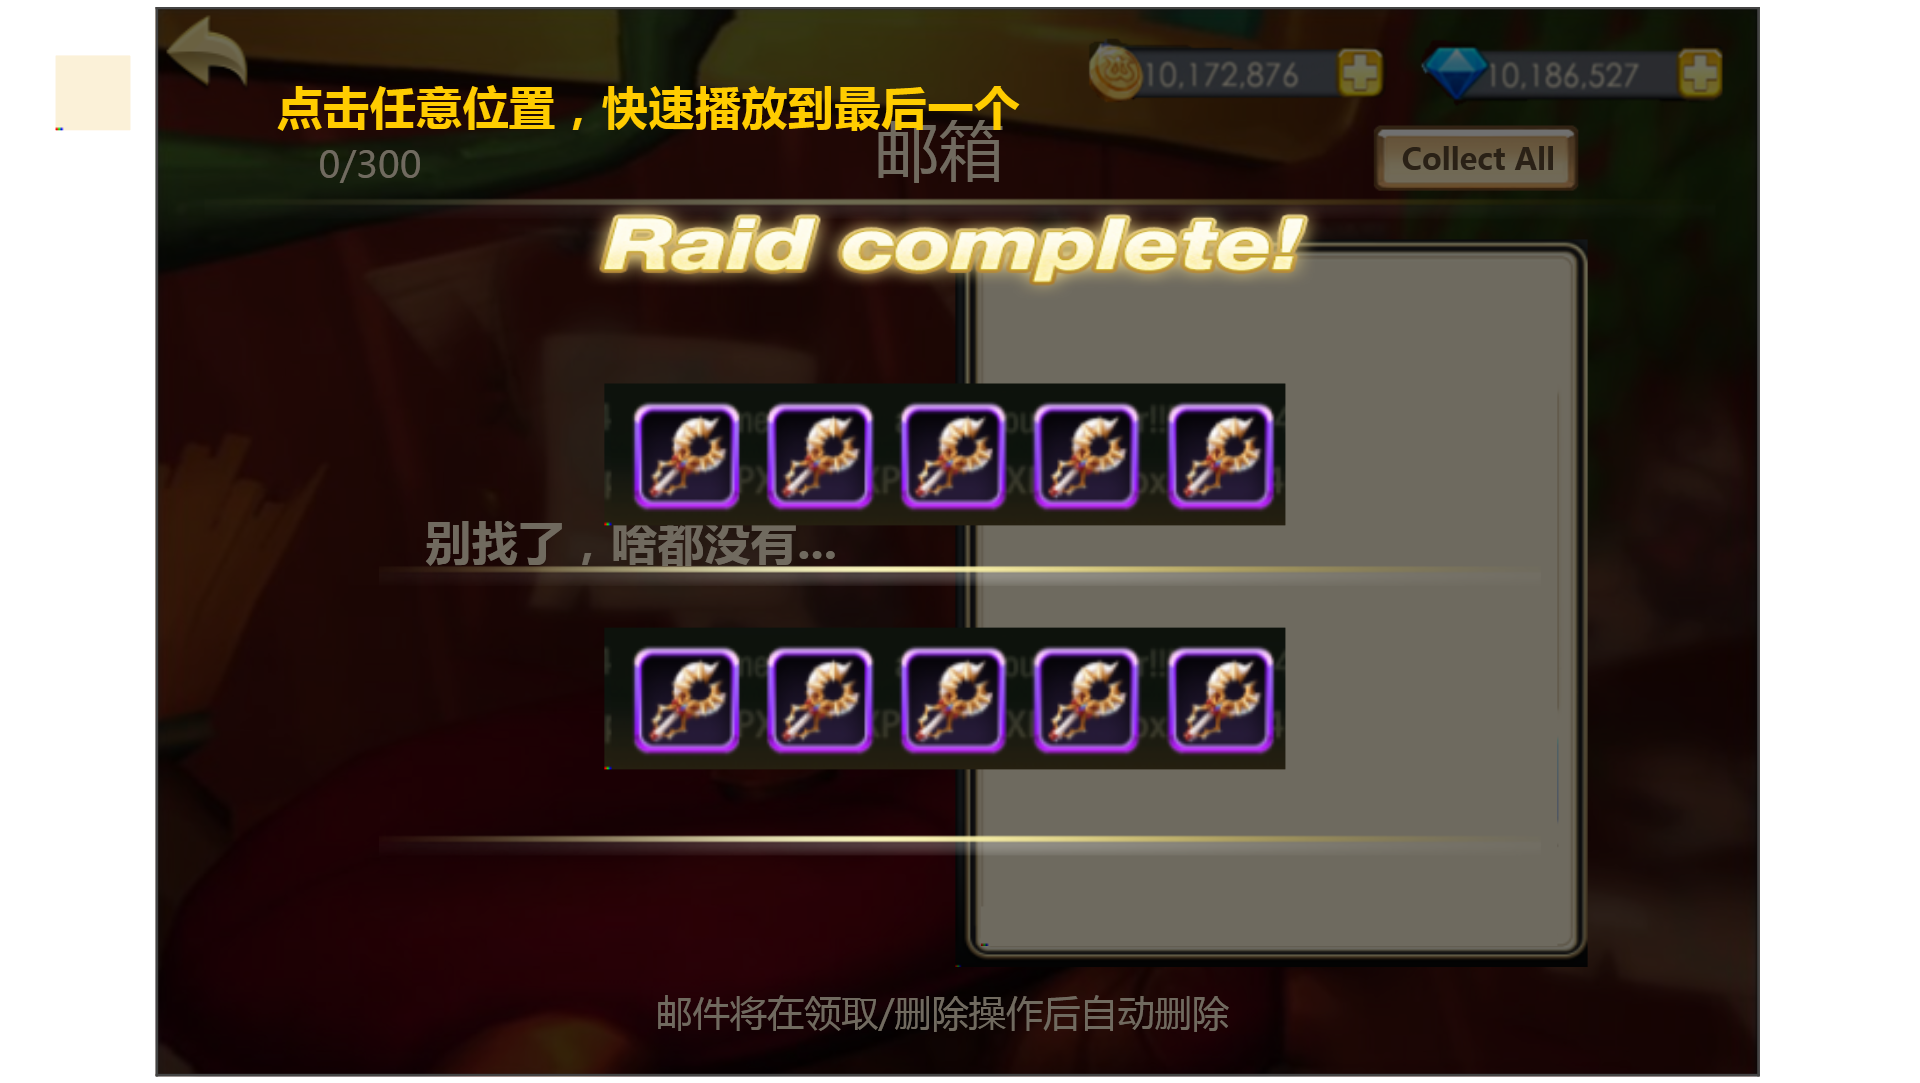 10,172,876
10,186,527
点击任意位置，快速播放到最后一个
邮箱
0/300
Collect All
Raid complete!
别找了，啥都没有...
邮件将在领取/删除操作后自动删除